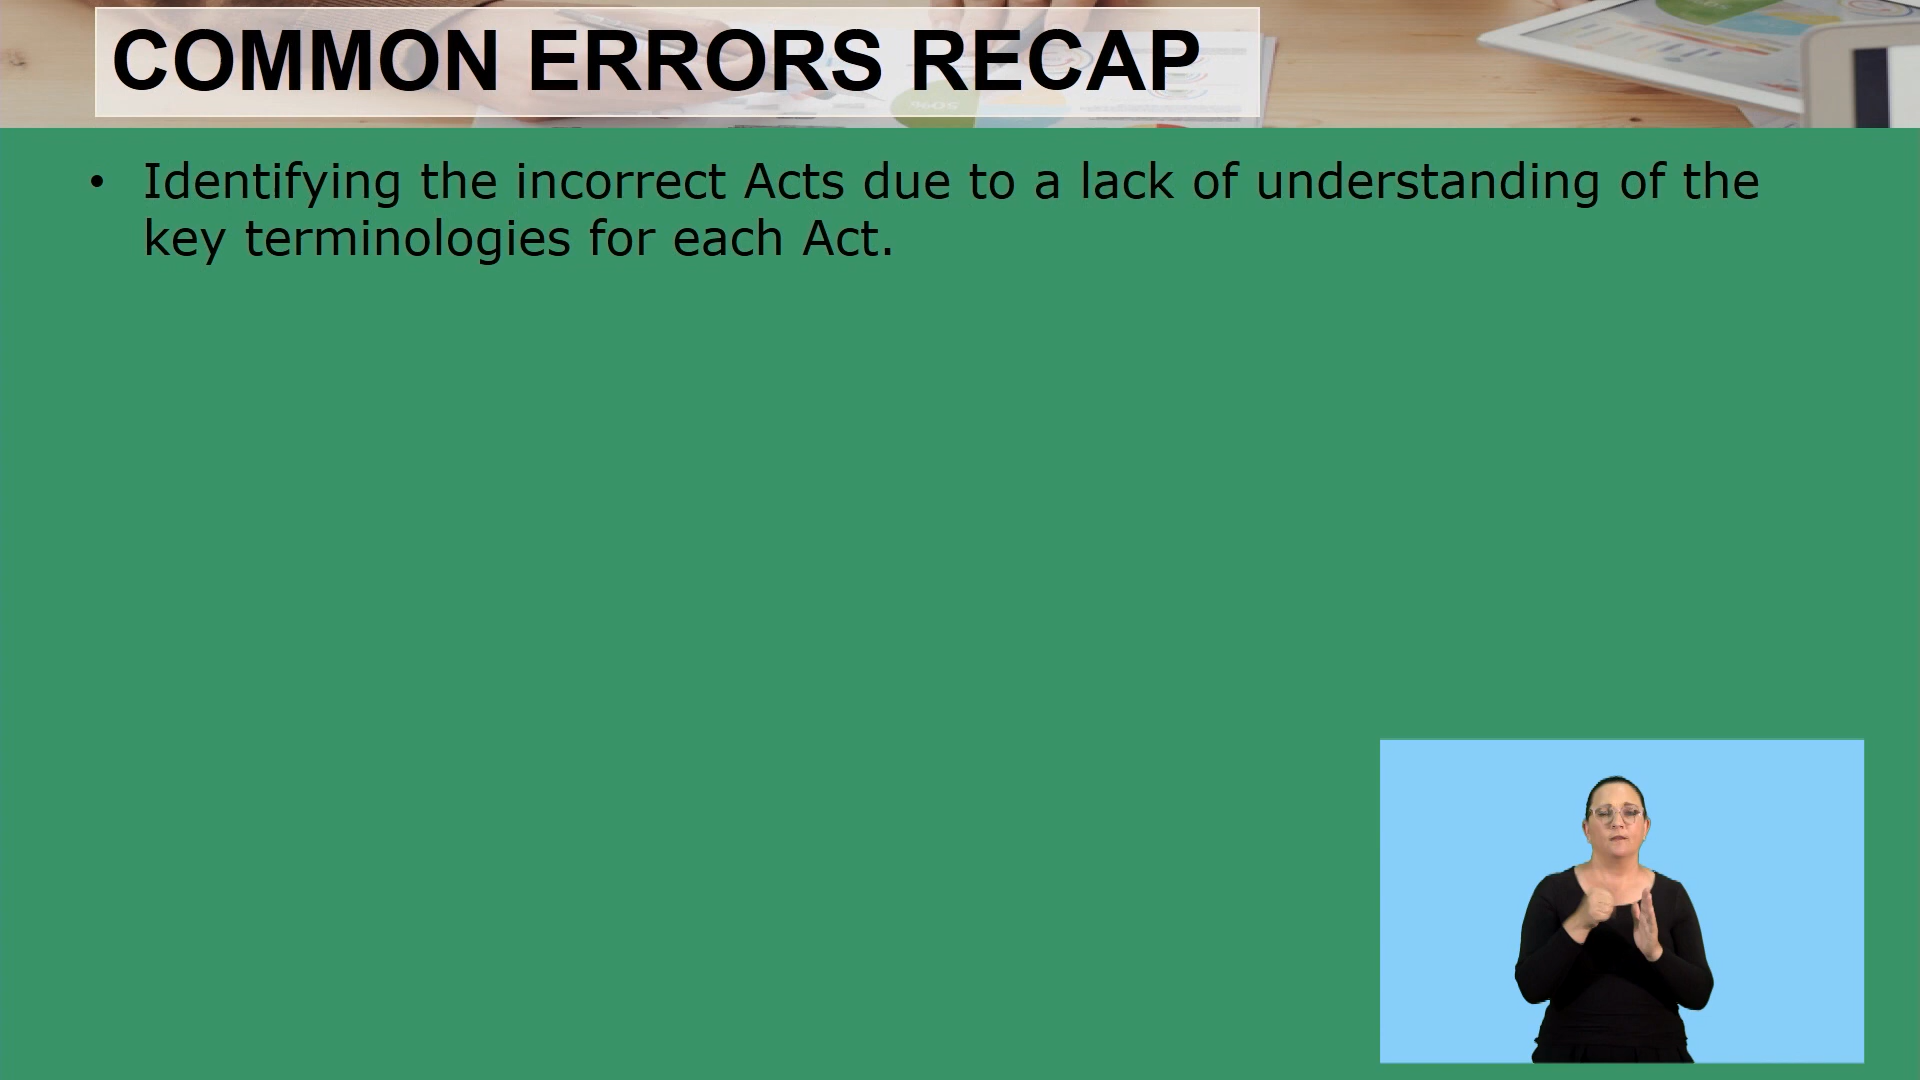 COMMON ERRORS RECAP
• Identifying the incorrect Acts due to a lack of understanding of the
key terminologies for each Act.